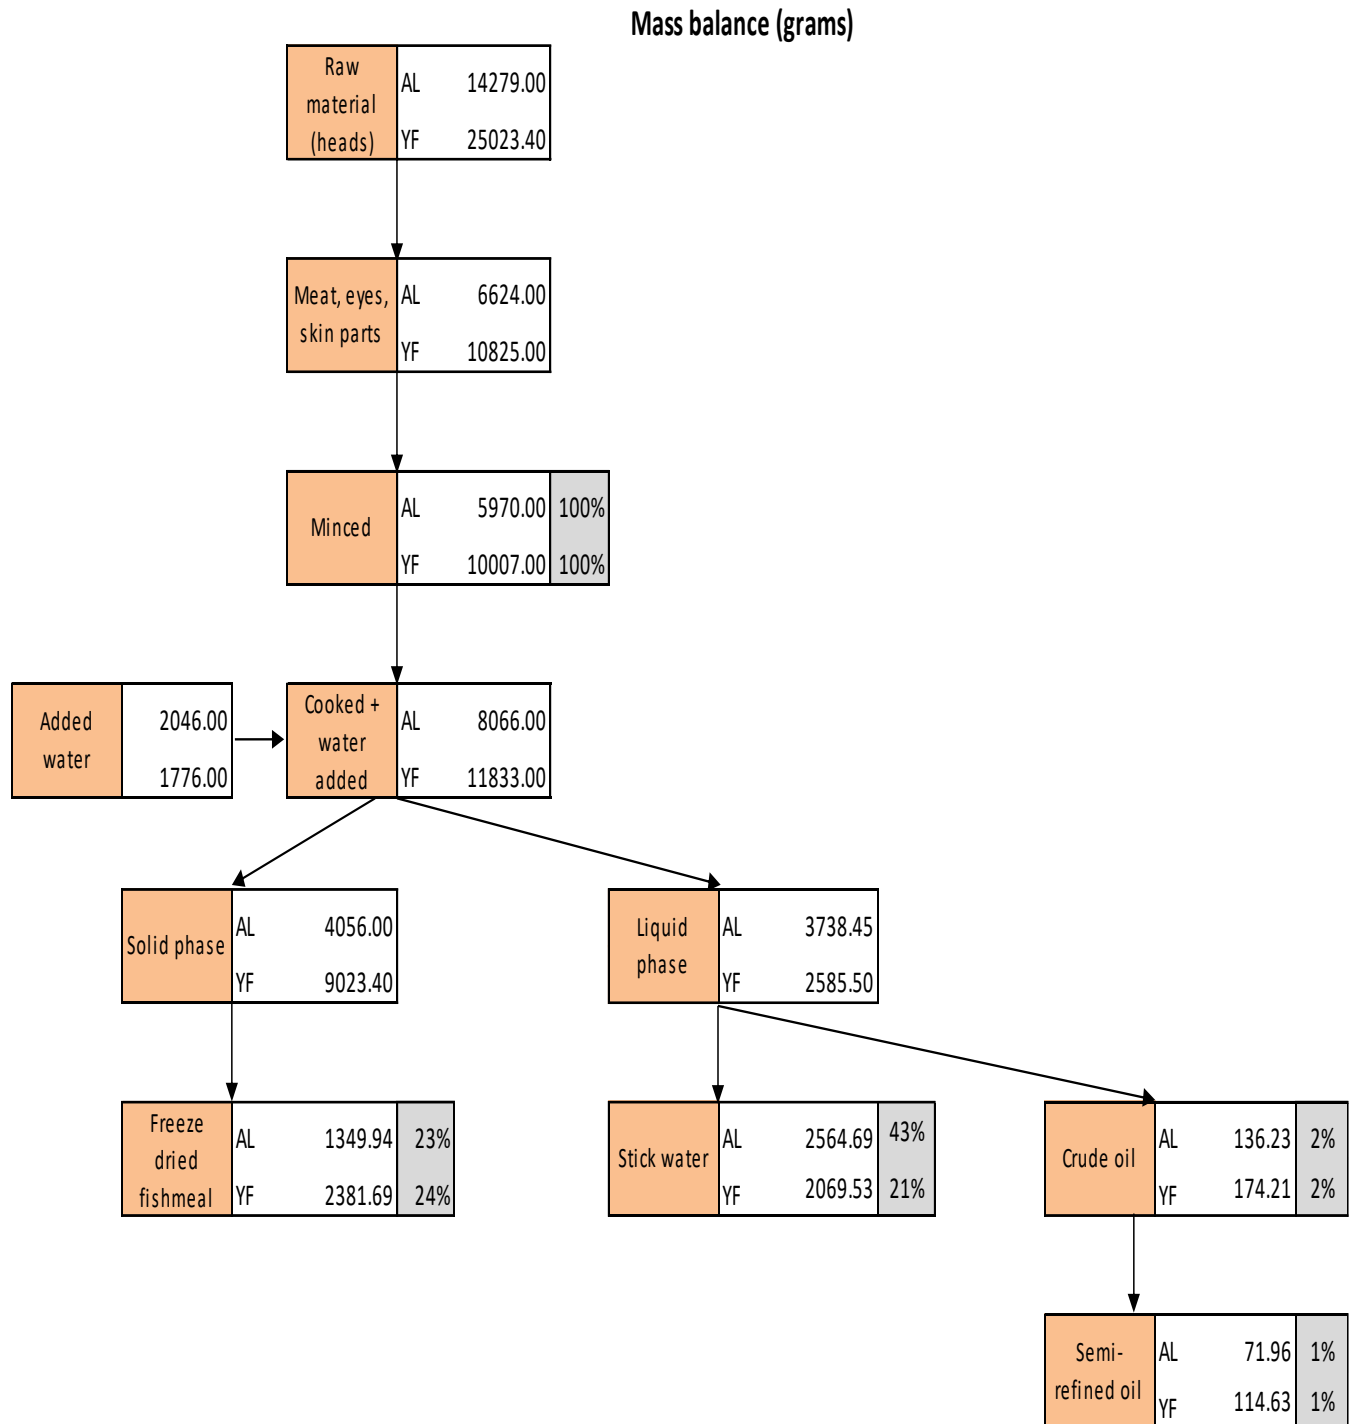 Mass balance (grams)
Raw
material
(heads)
AL 14279.00
YF 25023.40
Meat, eyes,
skin parts
AL 6624.00
YF 10825.00
Minced
AL 5970.00 100%
YF 10007.00 100%
Added
water
2046.00
1776.00
Cooked +
water
added
AL 8066.00
YF 11833.00
Solid phase
AL 4056.00
YF 9023.40
Liquid
phase
AL 3738.45
YF 2585.50
Freeze
dried
fishmeal
AL 1349.94 23%
YF 2381.69 24%
Stick water
AL 2564.69 43%
YF 2069.53 21%
Crude oil
AL 136.23 2%
YF 174.21 2%
Semi-
refined oil
AL 71.96 1%
YF 114.63 1%